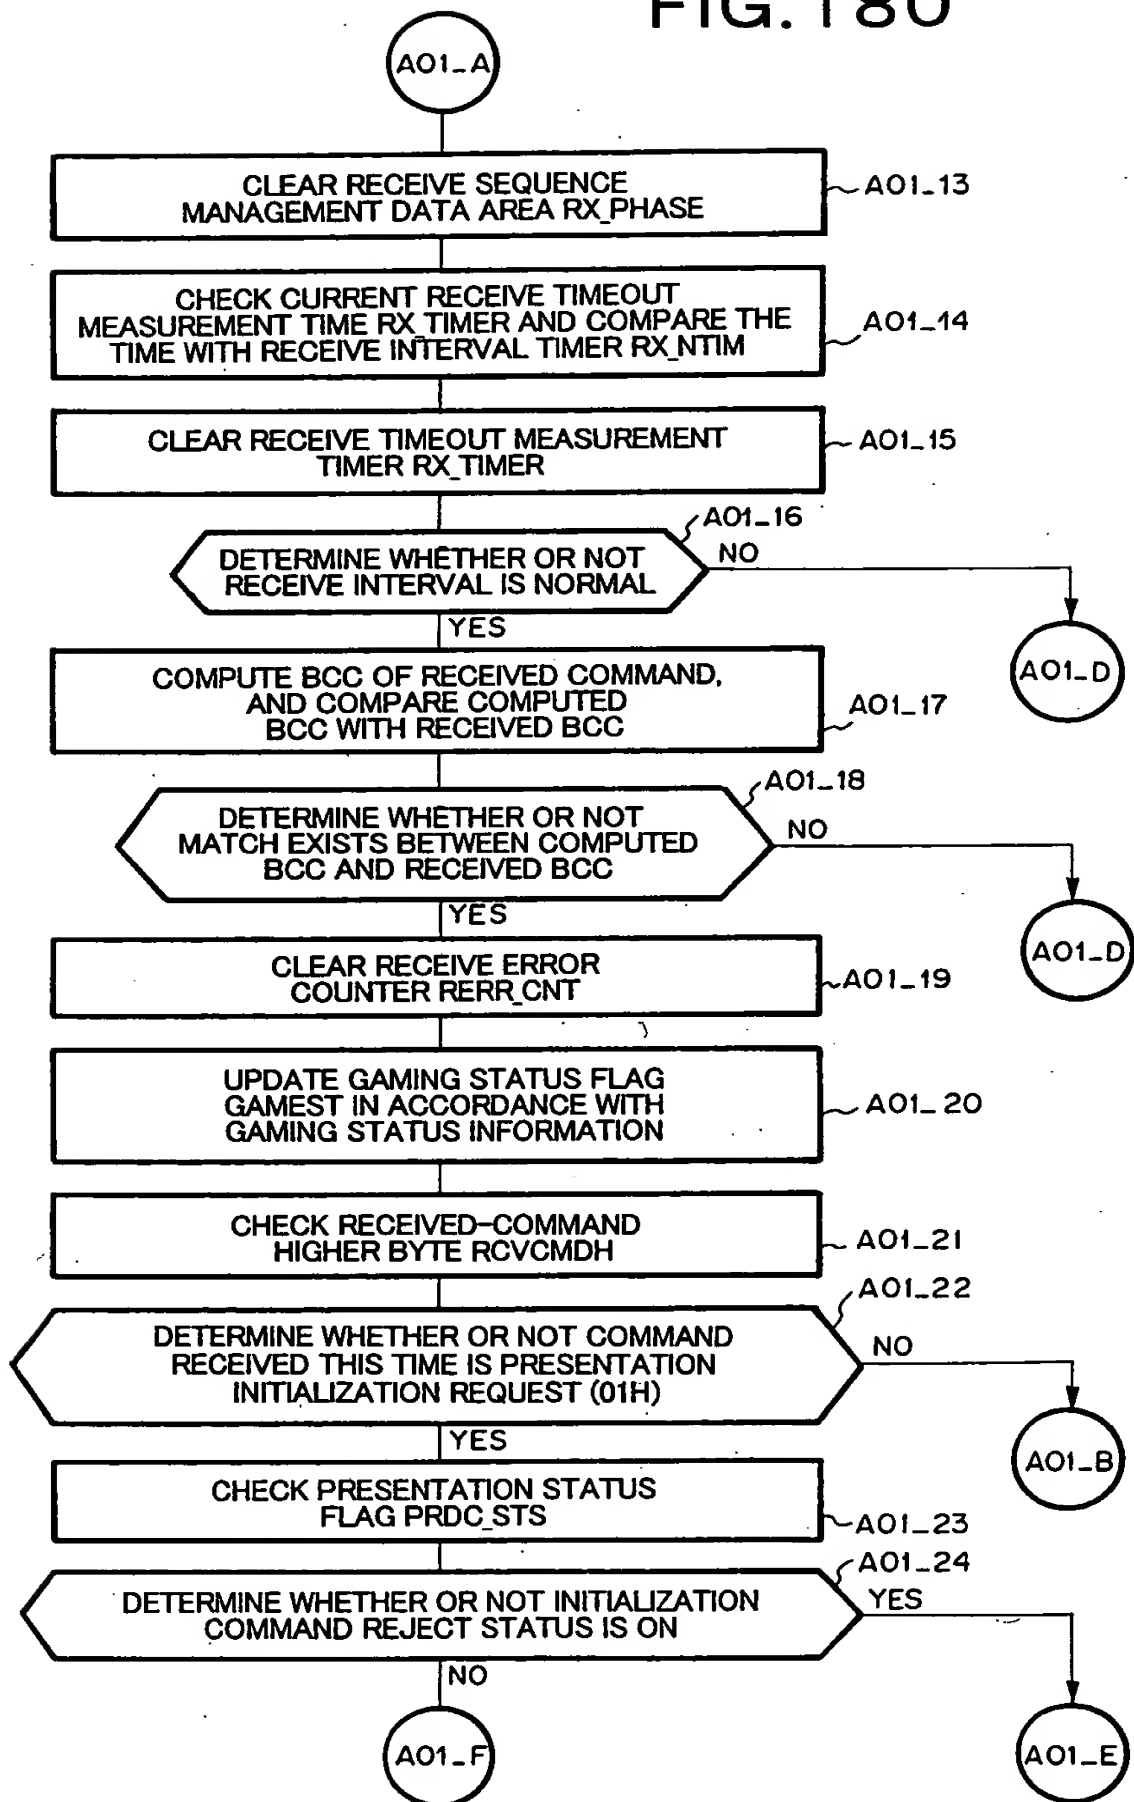 FIG. 180
A01_A
CLEAR RECEIVE SEQUENCE
MANAGEMENT DATA AREA RX_PHASE
A01_13
CHECK CURRENT RECEIVE TIMEOUT
MEASUREMENT TIME RX_TIMER AND COMPARE THE
TIME WITH RECEIVE INTERVAL TIMER RX_NTIM
A01_14
CLEAR RECEIVE TIMEOUT MEASUREMENT
TIMER RX_TIMER
A01_15
A01_16
DETERMINE WHETHER OR NOT
RECEIVE INTERVAL IS NORMAL
NO
YES
A01_D
COMPUTE BCC OF RECEIVED COMMAND,
AND COMPARE COMPUTED
BCC WITH RECEIVED BCC
A01_17
A01_18
DETERMINE WHETHER OR NOT
MATCH EXISTS BETWEEN COMPUTED
BCC AND RECEIVED BCC
NO
YES
A01_D
CLEAR RECEIVE ERROR
COUNTER RERR_CNT
A01_19
UPDATE GAMING STATUS FLAG
GAMEST IN ACCORDANCE WITH
GAMING STATUS INFORMATION
A01_20
CHECK RECEIVED-COMMAND
HIGHER BYTE RCVCMDH
A01_21
A01_22
DETERMINE WHETHER OR NOT COMMAND
RECEIVED THIS TIME IS PRESENTATION
INITIALIZATION REQUEST (01H)
NO
YES
A01_B
CHECK PRESENTATION STATUS
FLAG PRDC_STS
A01_23
A01_24
DETERMINE WHETHER OR NOT INITIALIZATION
COMMAND REJECT STATUS IS ON
YES
NO
A01_F
A01_E